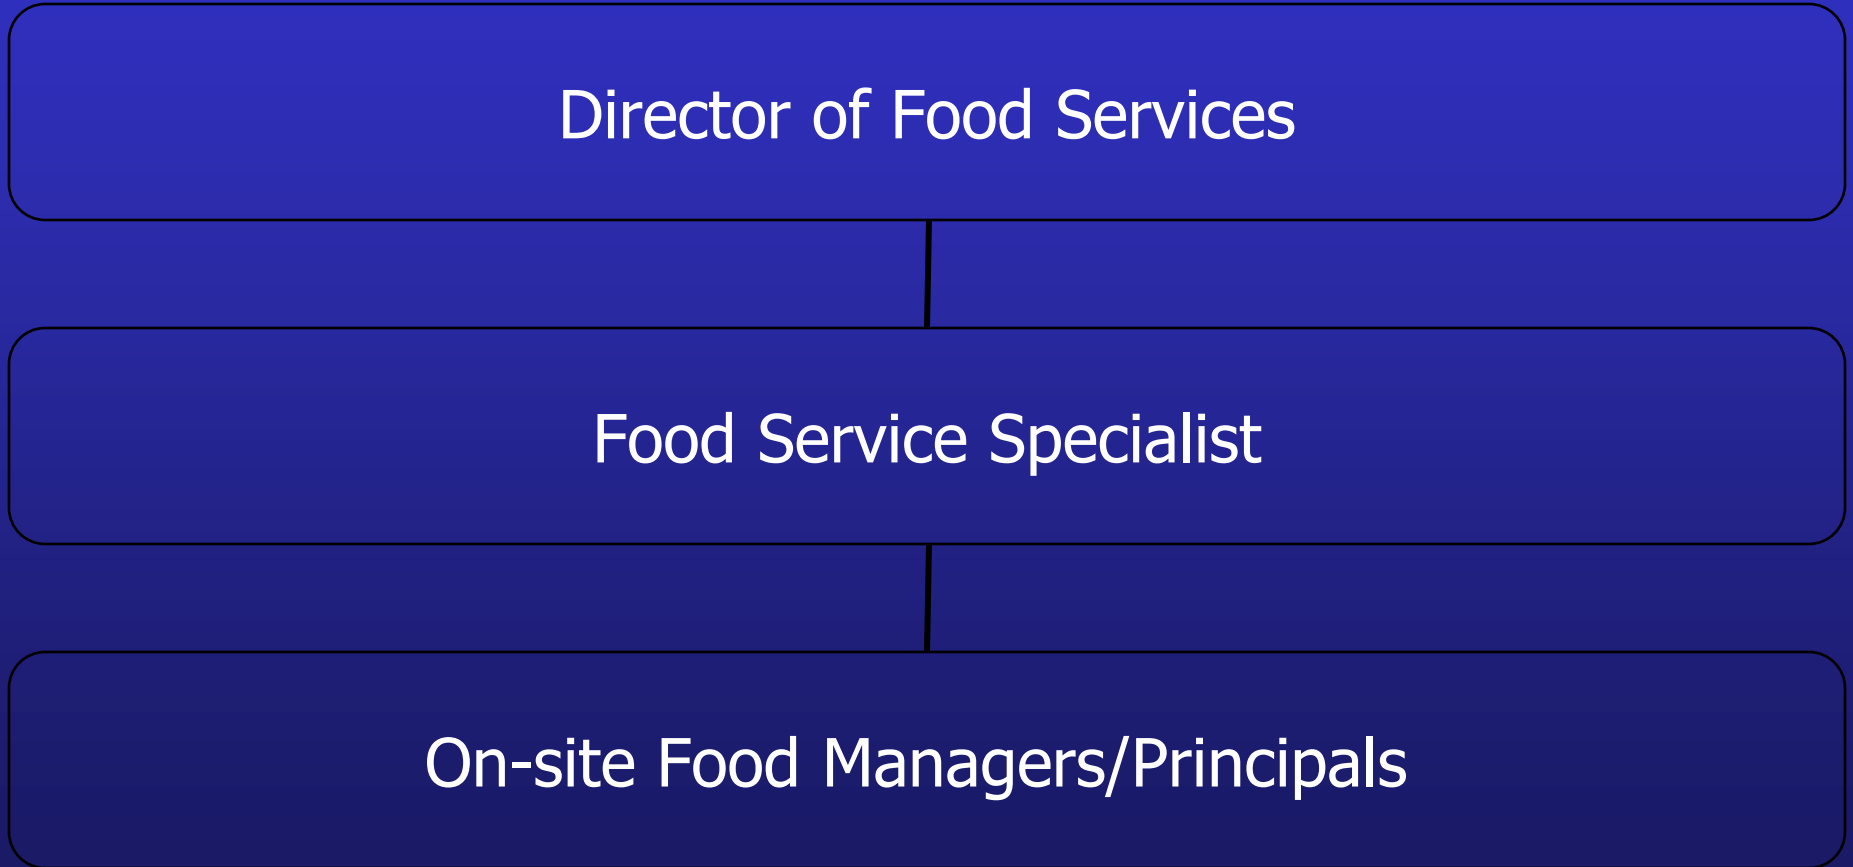 Director of Food Services
Food Service Specialist
On-site Food Managers/Principals